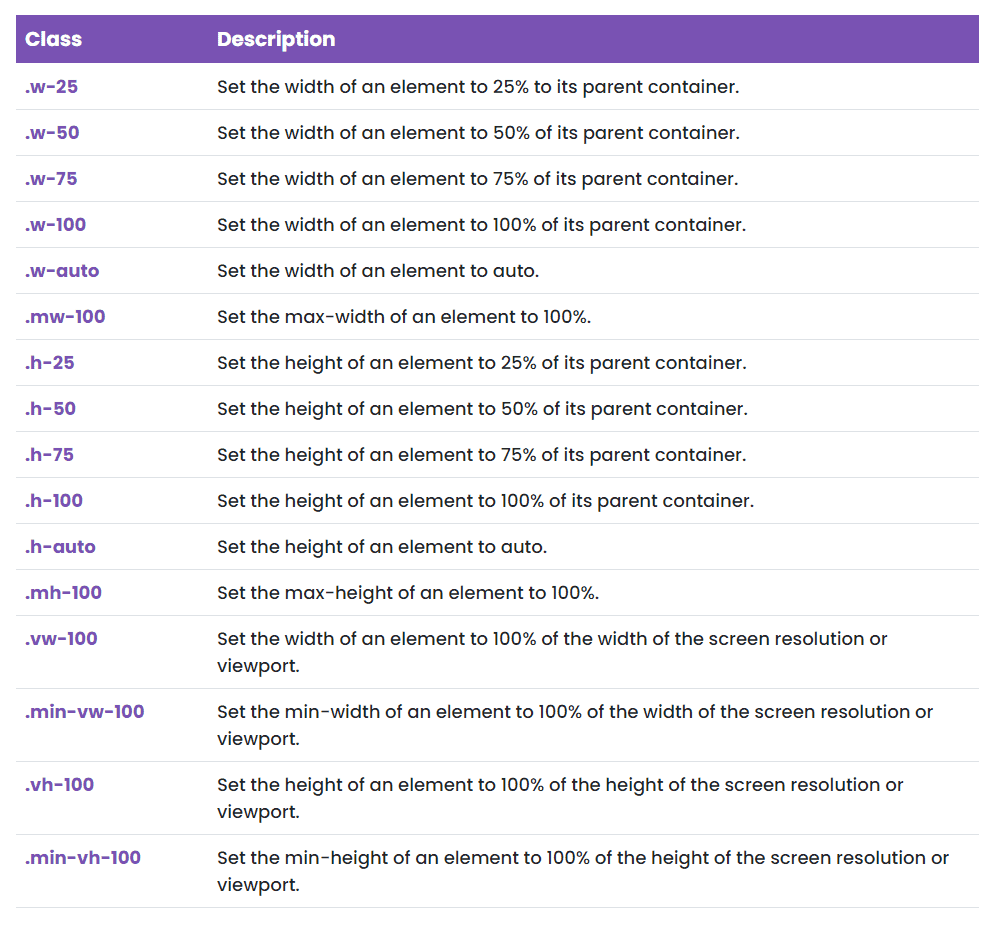 Class Description
.w-25 Set the width of an element to 25% to its parent container.
.w-50 Set the width of an element to 50% of its parent container.
.w-75 Set the width of an element to 75% of its parent container.
.w-100 Set the width of an element to 100% of its parent container.
.w-auto Set the width of an element to auto.
.mw-100 Set the max-width of an element to 100%.
.h-25 Set the height of an element to 25% of its parent container.
.h-50 Set the height of an element to 50% of its parent container.
.h-75 Set the height of an element to 75% of its parent container.
.h-100 Set the height of an element to 100% of its parent container.
.h-auto Set the height of an element to auto.
.mh-100 Set the max-height of an element to 100%.
.vw-100 Set the width of an element to 100% of the width of the screen resolution or
viewport.
.min-vw-100 Set the min-width of an element to 100% of the width of the screen resolution or
viewport.
.vh-100 Set the height of an element to 100% of the height of the screen resolution or
viewport.
.min-vh-100 Set the min-height of an element to 100% of the height of the screen resolution or
viewport.